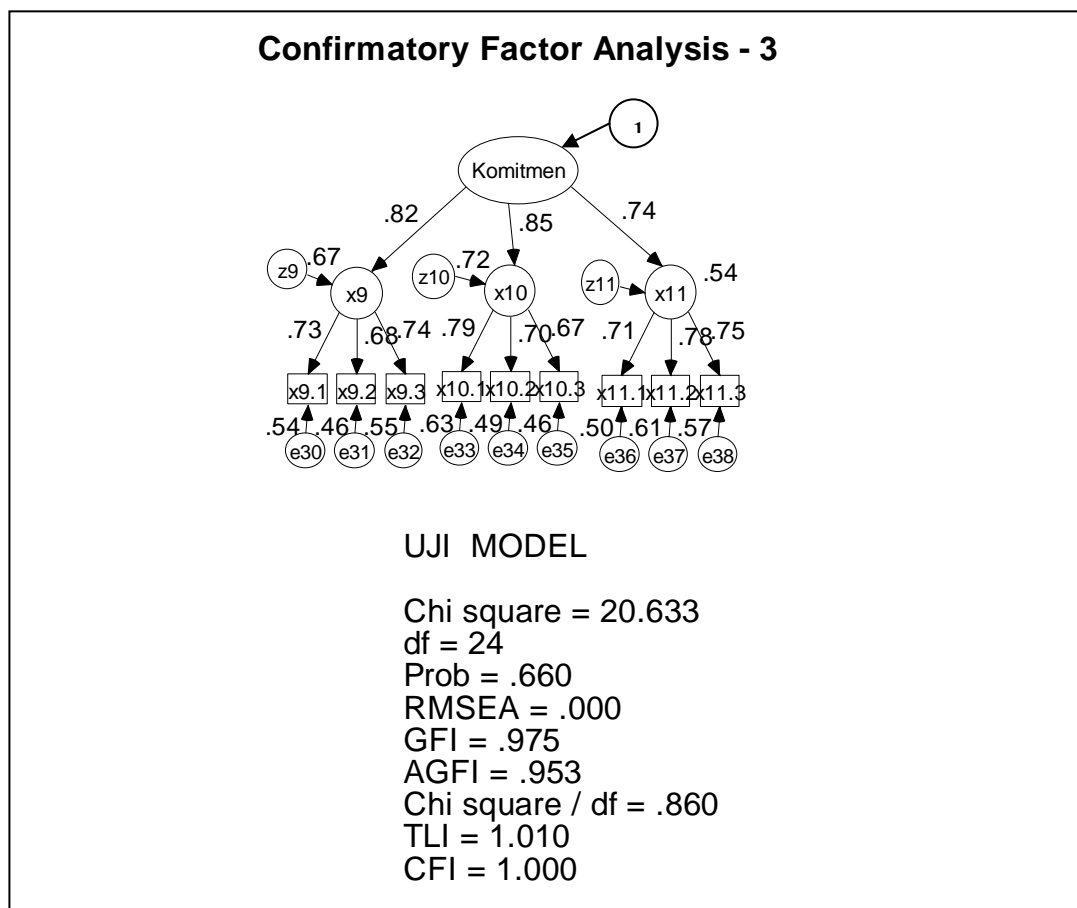 Confirmatory Factor Analysis - 3
1
Komitmen
.82 .85 .74
z9 .67 z10 .72 z11 .54
x9 x10 x11
.73 .68 .74 .79 .70 .67 .71 .78 .75
x9.1 x9.2 x9.3 x10.1 x10.2 x10.3 x11.1 x11.2 x11.3
.54 .46 .55 .63 .49 .46 .50 .61 .57
e30 e31 e32 e33 e34 e35 e36 e37 e38
UJI MODEL
Chi square = 20.633
df = 24
Prob = .660
RMSEA = .000
GFI = .975
AGFI = .953
Chi square / df = .860
TLI = 1.010
CFI = 1.000